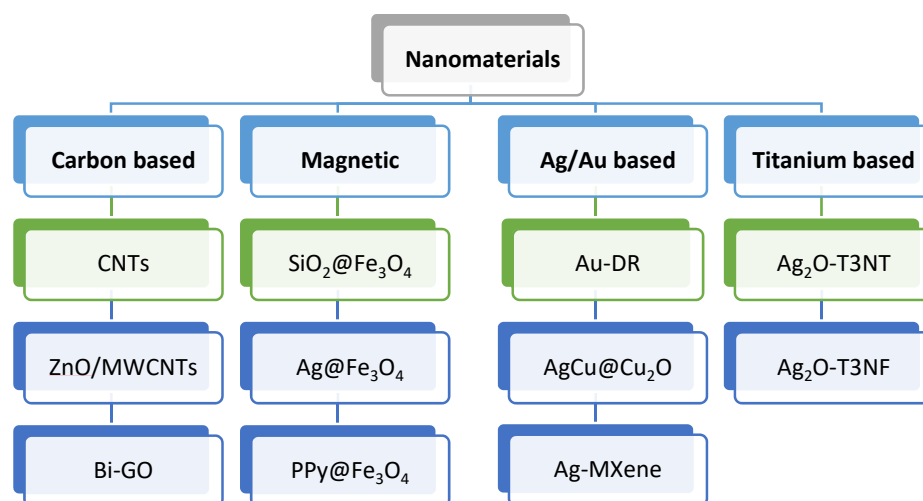 Nanomaterials
Carbon based
Magnetic
Ag/Au based
Titanium based
CNTs
SiO₂@Fe₃O₄
Au-DR
Ag₂O-T3NT
ZnO/MWCNTs
Ag@Fe₃O₄
AgCu@Cu₂O
Ag₂O-T3NF
Bi-GO
PPy@Fe₃O₄
Ag-MXene